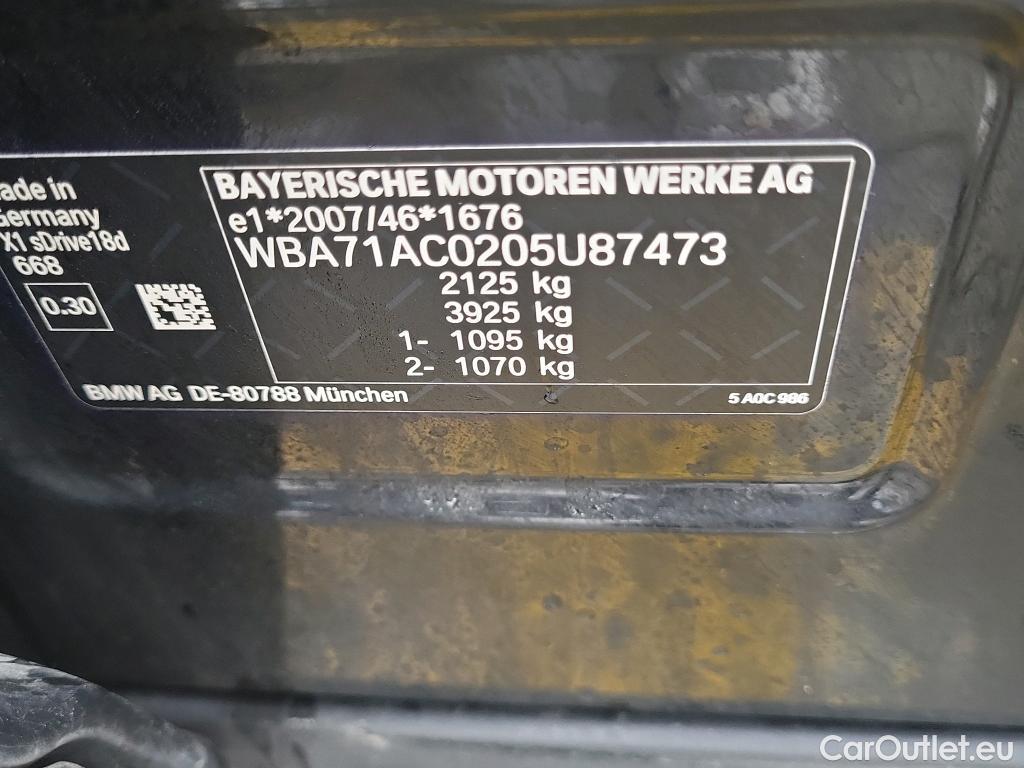 BAYERISCHE MOTOREN WERKE AG
e1*2007/46*1676
WBA71AC0205U87473
2125 kg
3925 kg
1- 1095 kg
2- 1070 kg
ade in
Germany
X1 sDrive18d
668
0.30
BMW AG DE-80788 München
5 A0C 986
CarOutlet.eu